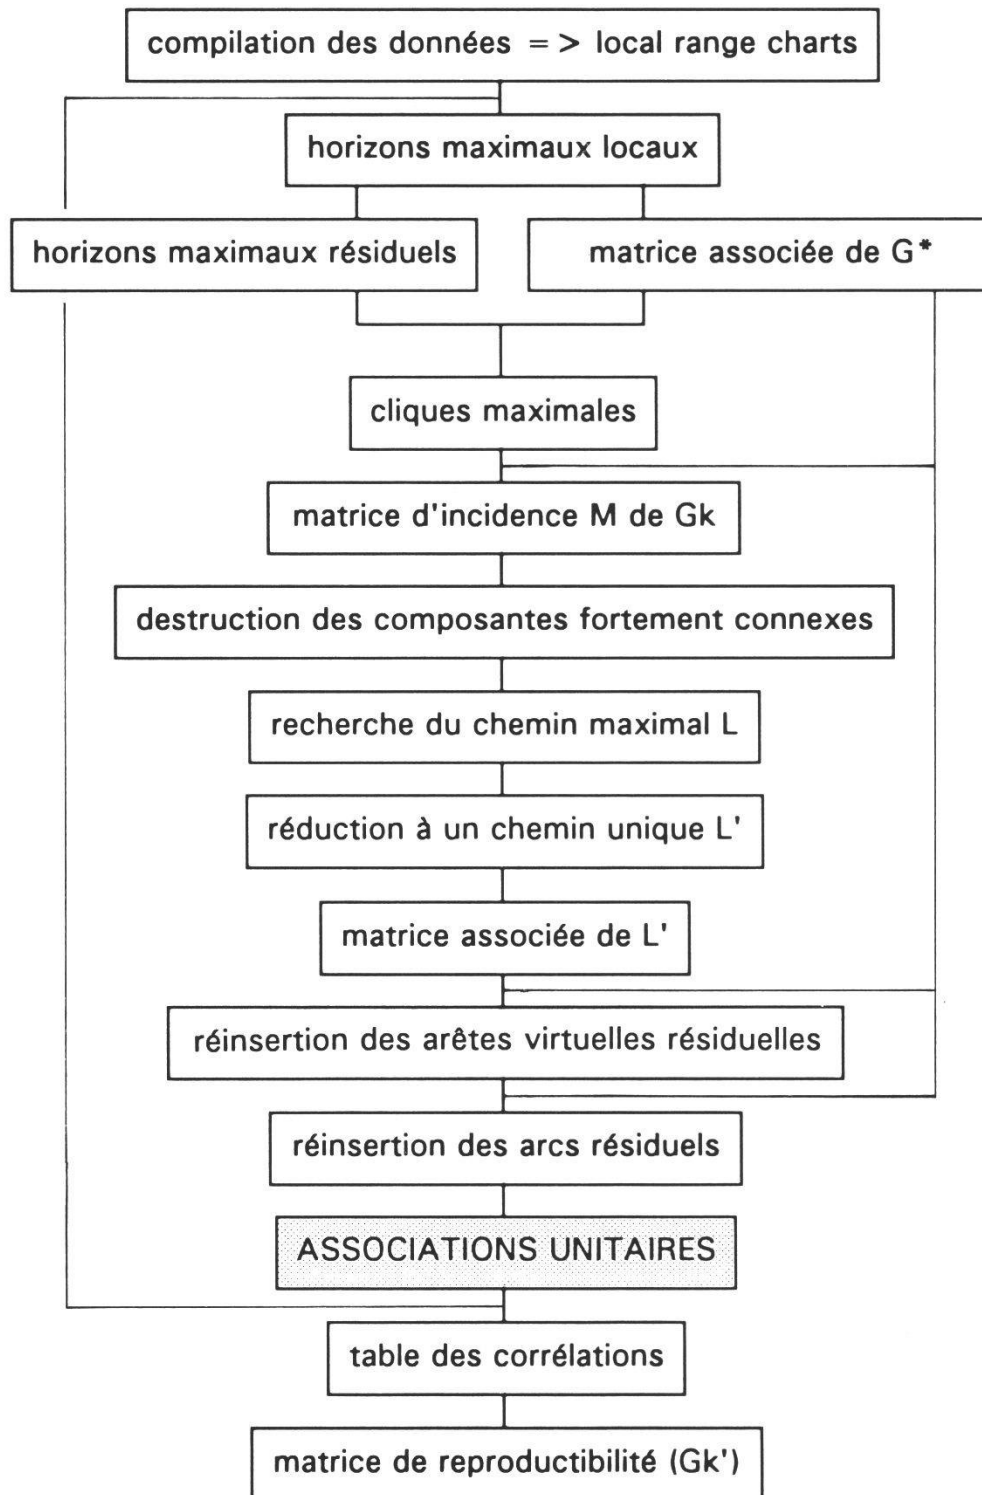 compilation des données = > local range charts
horizons maximaux locaux
horizons maximaux résiduels
matrice associée de G*
cliques maximales
matrice d'incidence M de Gk
destruction des composantes fortement connexes
recherche du chemin maximal L
réduction à un chemin unique L'
matrice associée de L'
réinsertion des arêtes virtuelles résiduelles
réinsertion des arcs résiduels
ASSOCIATIONS UNITAIRES
table des corrélations
matrice de reproductibilité (Gk')